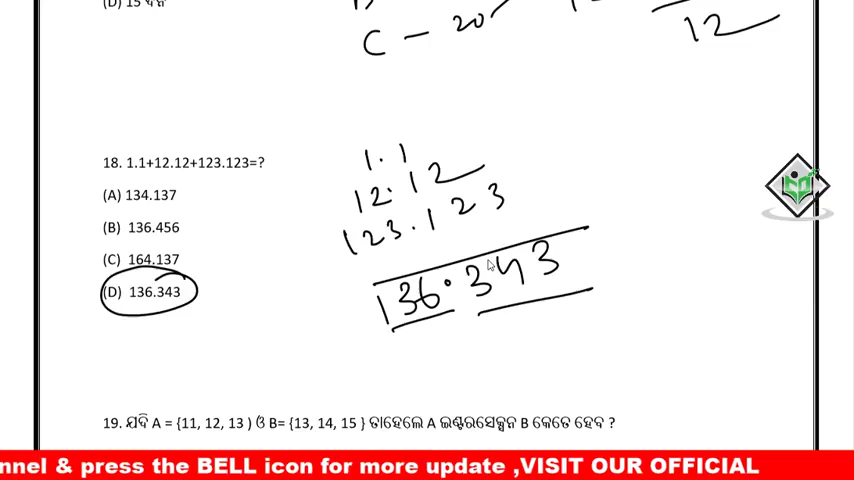 (D) 15 ଦିନ
C - 20
12
18. 1.1+12.12+123.123=?
(A) 134.137
(B) 136.456
(C) 164.137
(D) 136.343
1.1
12.12
123.123
136.343
19. ଯଦି A = {11, 12, 13 ) ଓ B= {13, 14, 15 } ତାହେଲେ A ଇଣ୍ଟରସେକ୍ସନ B କେତେ ହେବ ?
nnel & press the BELL icon for more update ,VISIT OUR OFFICIAL